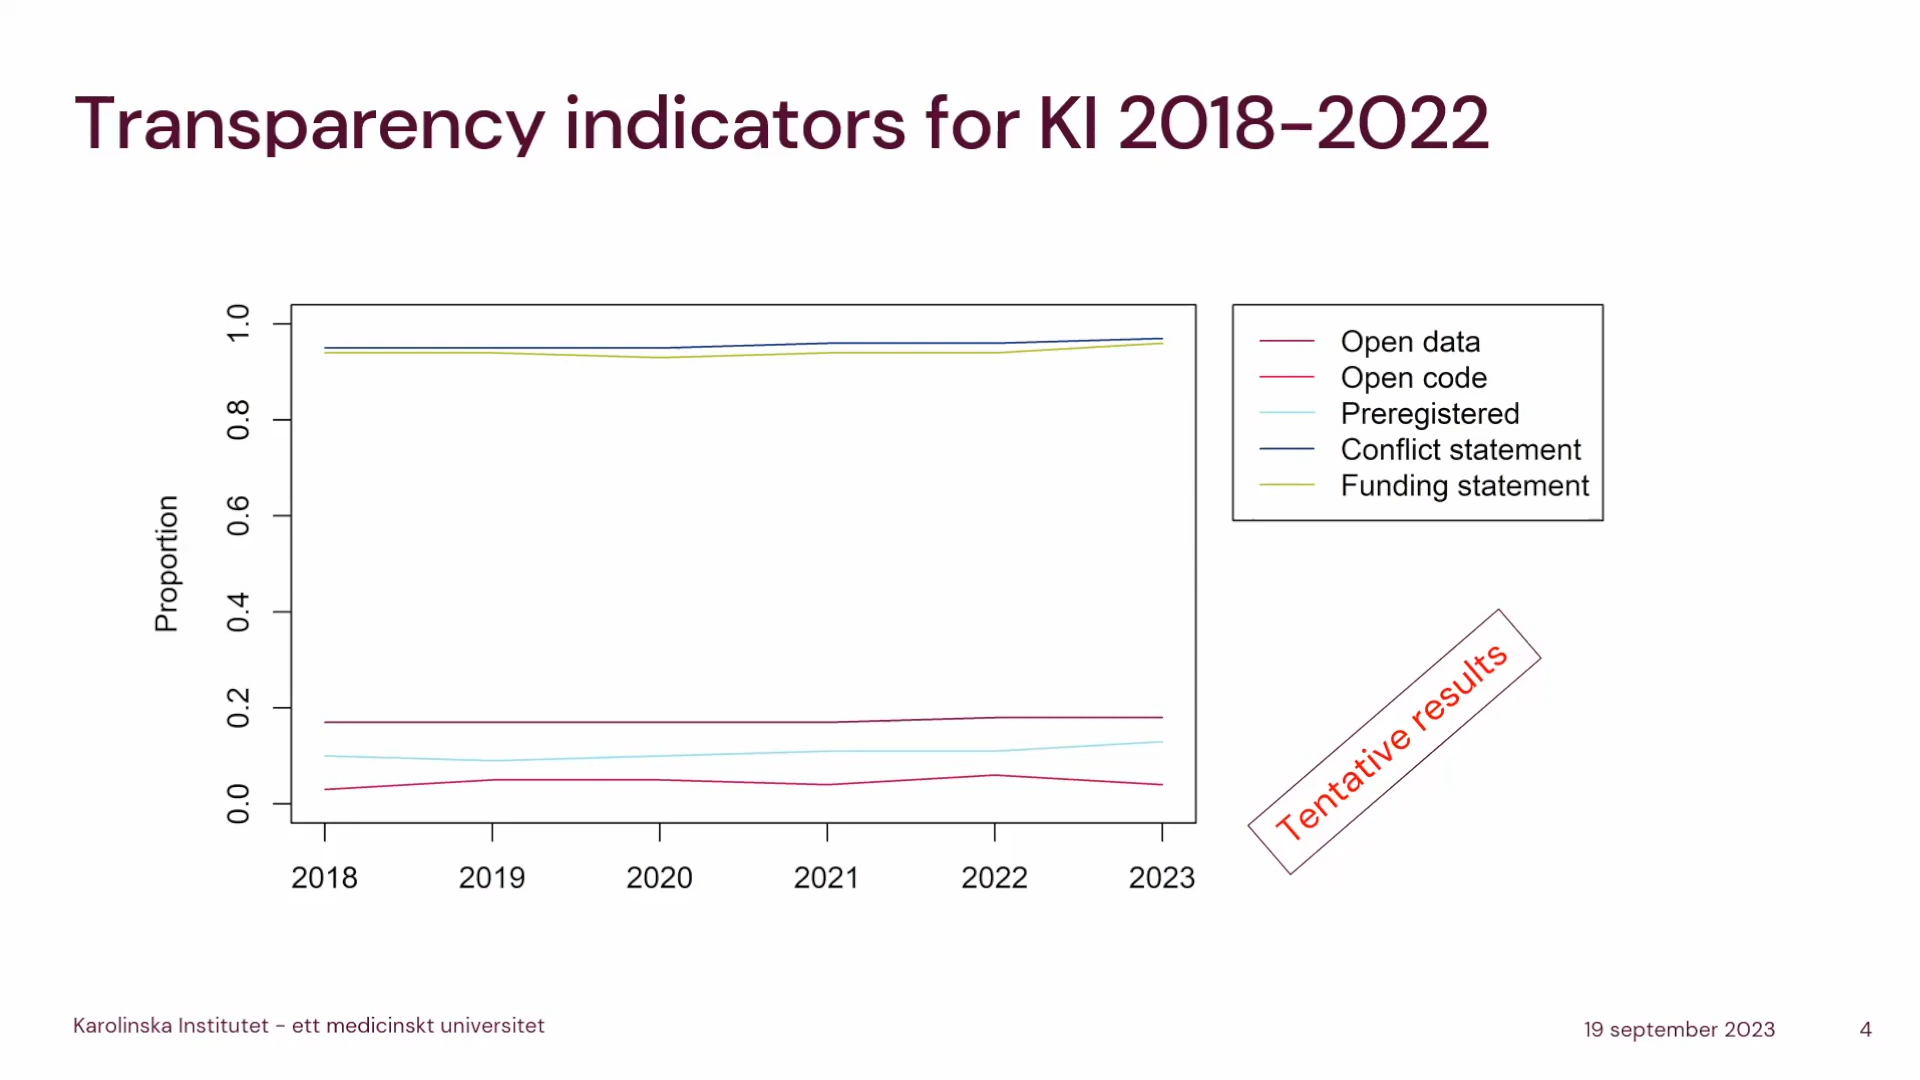 Transparency indicators for KI 2018–2022
1.0
0.8
0.6
0.4
0.2
0.0
Proportion
2018 2019 2020 2021 2022 2023
Open data
Open code
Preregistered
Conflict statement
Funding statement
Tentative results
Karolinska Institutet – ett medicinskt universitet
19 september 2023
4